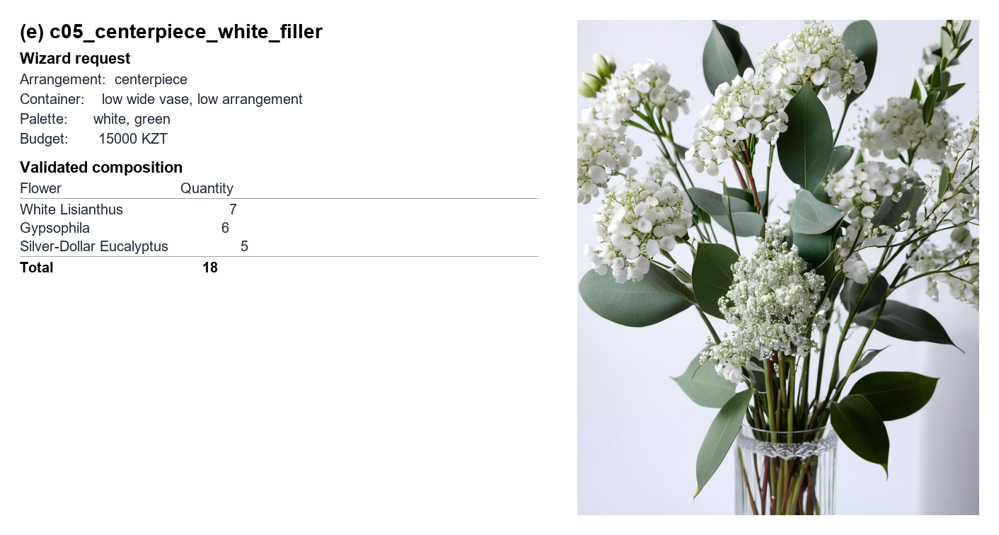 (e) c05_centerpiece_white_filler
Wizard request
Arrangement: centerpiece
Container: low wide vase, low arrangement
Palette: white, green
Budget: 15000 KZT
Validated composition
Flower Quantity
White Lisianthus 7
Gypsophila 6
Silver-Dollar Eucalyptus 5
Total 18